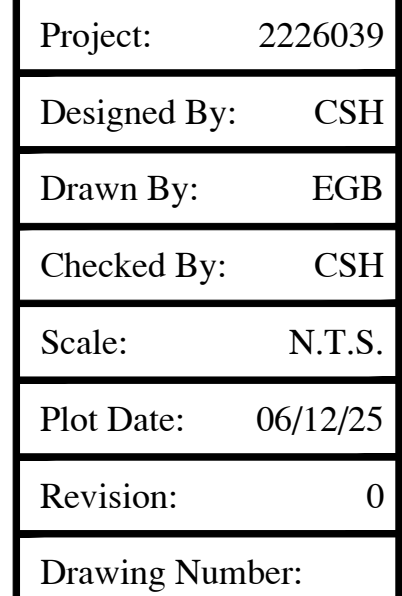 Project: 2226039
Designed By: CSH
Drawn By: EGB
Checked By: CSH
Scale: N.T.S.
Plot Date: 06/12/25
Revision: 0
Drawing Number: